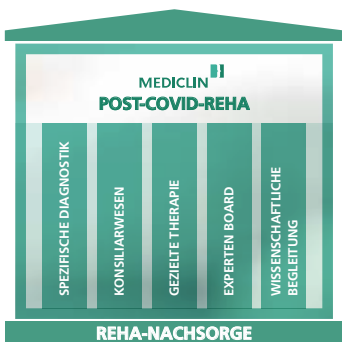 MEDICLIN
POST-COVID-REHA
SPEZIFISCHE DIAGNOSTIK
KONSILIARWESEN
GEZIELTE THERAPIE
EXPERTEN BOARD
WISSENSCHAFTLICHE
BEGLEITUNG
REHA-NACHSORGE